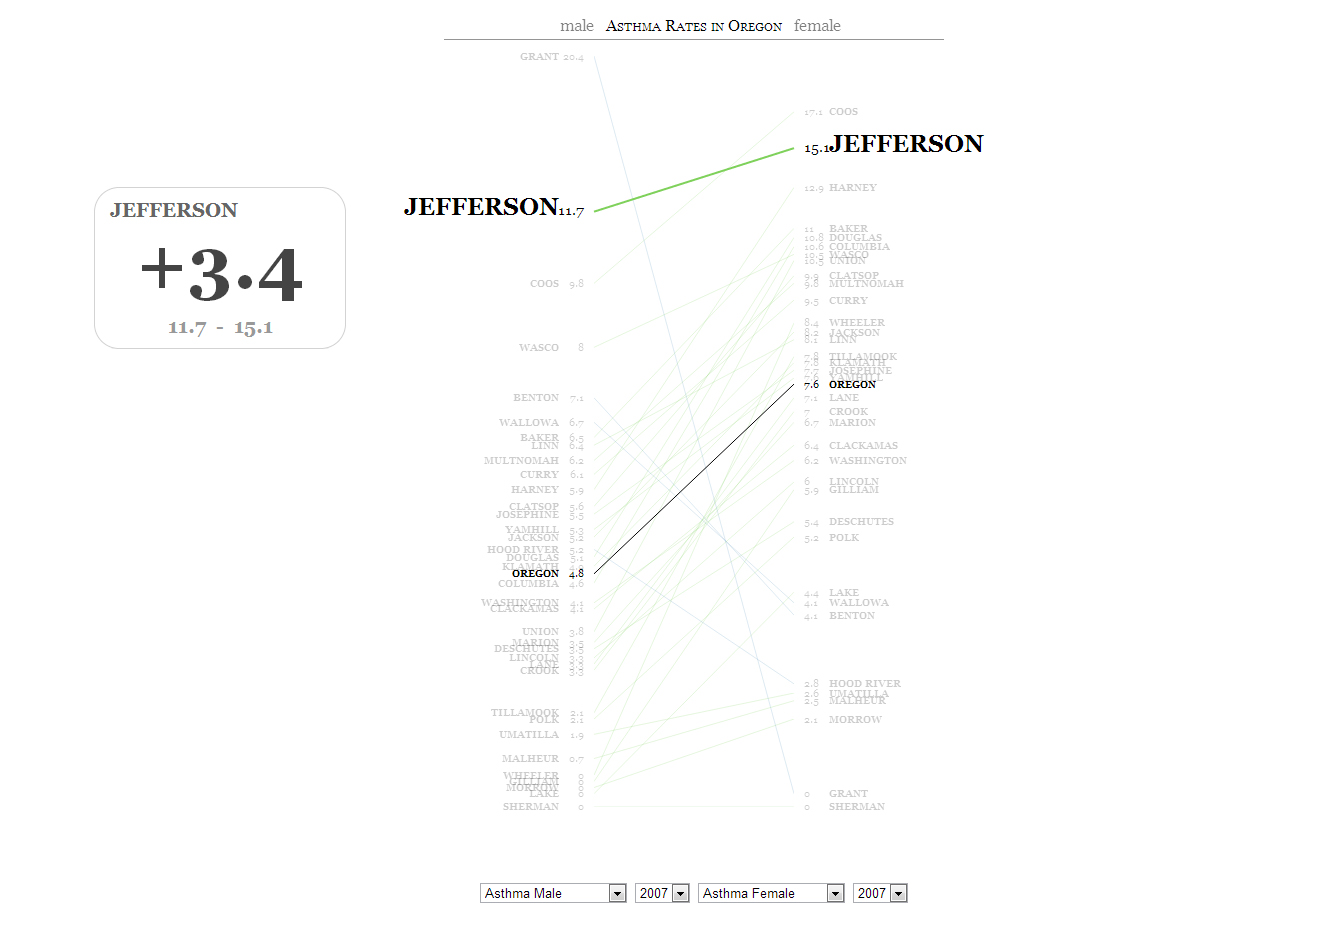 male Asthma Rates in Oregon female
GRANT 20.4
17.1 COOS
15.1 JEFFERSON
12.9 HARNEY
JEFFERSON 11.7
JEFFERSON
+3.4
11.7 - 15.1
11 BAKER
10.8 DOUGLAS
10.6 COLUMBIA
10.5 WASCO
10.5 UNION
9.9 CLATSOP
COOS 9.8
9.8 MULTNOMAH
9.5 CURRY
8.4 WHEELER
8.2 JACKSON
8.1 LINN
WASCO 8
7.8 TILLAMOOK
7.8 KLAMATH
7.7 JOSEPHINE
7.6 YAMHILL
7.6 OREGON
BENTON 7.1
7.1 LANE
7 CROOK
WALLOWA 6.7
6.7 MARION
BAKER 6.5
LINN 6.4
6.4 CLACKAMAS
MULTNOMAH 6.2
6.2 WASHINGTON
CURRY 6.1
6 LINCOLN
HARNEY 5.9
5.9 GILLIAM
CLATSOP 5.6
JOSEPHINE 5.5
5.4 DESCHUTES
YAMHILL 5.3
JACKSON 5.2
5.2 POLK
HOOD RIVER 5.2
DOUGLAS 5.1
KLAMATH
OREGON 4.8
COLUMBIA 4.6
4.4 LAKE
WASHINGTON 4.1
4.1 WALLOWA
CLACKAMAS 4.1
4.1 BENTON
UNION 3.8
MARION 3.5
DESCHUTES 3.5
LINCOLN 3.3
LANE 3.3
CROOK 3.3
2.8 HOOD RIVER
2.6 UMATILLA
2.5 MALHEUR
TILLAMOOK 2.1
POLK 2.1
2.1 MORROW
UMATILLA 1.9
MALHEUR 0.7
WHEELER 0
GILLIAM 0
MORROW 0
LAKE 0
0 GRANT
SHERMAN 0
0 SHERMAN
Asthma Male 2007 Asthma Female 2007